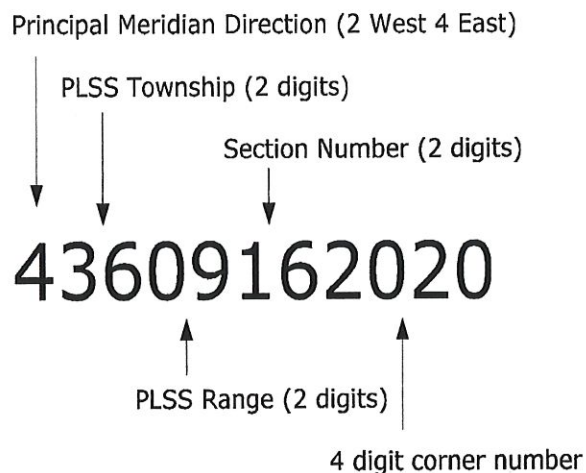 Principal Meridian Direction (2 West 4 East)
PLSS Township (2 digits)
Section Number (2 digits)
43609162020
PLSS Range (2 digits)
4 digit corner number